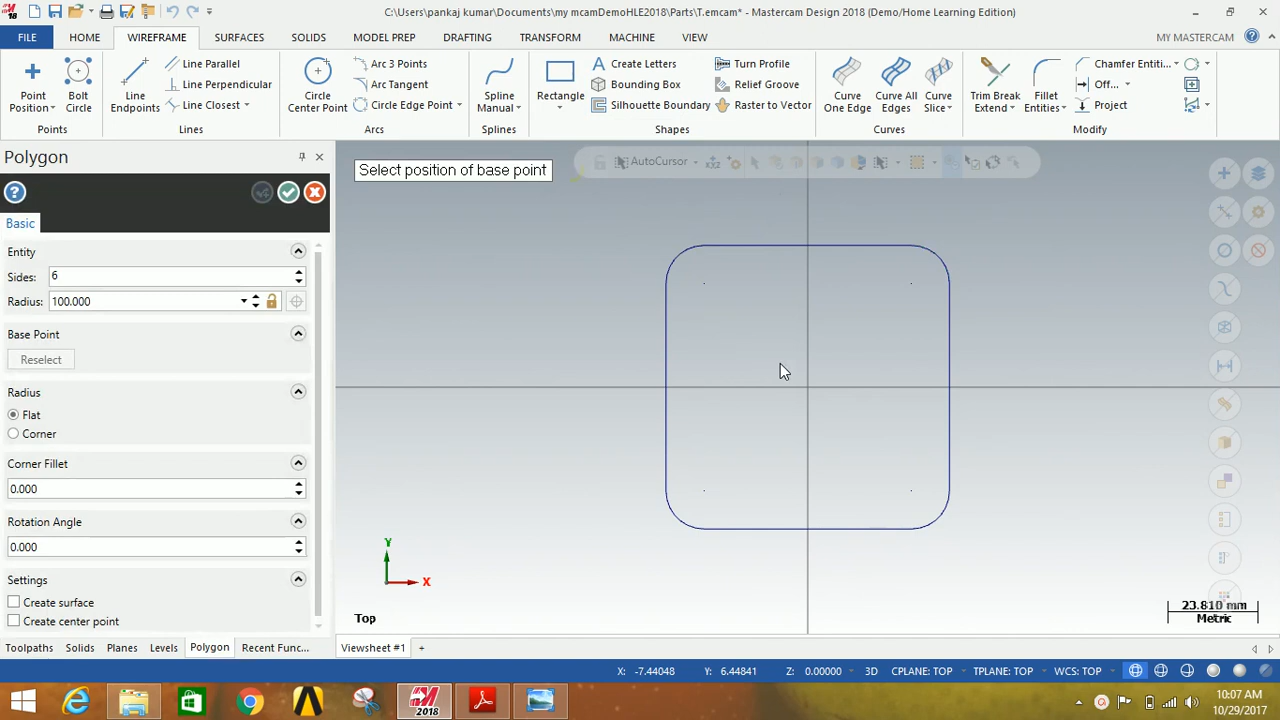 C:\Users\pankaj kumar\Documents\my mcamDemoHLE2018\Parts\T.emcam* - Mastercam Design 2018 (Demo/Home Learning Edition)
FILE HOME WIREFRAME SURFACES SOLIDS MODEL PREP DRAFTING TRANSFORM MACHINE VIEW MY MASTERCAM
Point Position
Bolt Circle
Points
Line Endpoints
Line Parallel
Line Perpendicular
Line Closest
Lines
Circle Center Point
Arc 3 Points
Arc Tangent
Circle Edge Point
Arcs
Spline Manual
Splines
Rectangle
Create Letters
Bounding Box
Silhouette Boundary
Turn Profile
Relief Groove
Raster to Vector
Shapes
Curve One Edge
Curve All Edges
Curve Slice
Curves
Trim Break Extend
Fillet Entities
Chamfer Entiti...
Off...
Project
Modify
Polygon
Basic
Entity
Sides: 6
Radius: 100.000
Base Point
Reselect
Radius
Flat
Corner
Corner Fillet
0.000
Rotation Angle
0.000
Settings
Create surface
Create center point
Toolpaths Solids Planes Levels Polygon Recent Func...
Select position of base point
AutoCursor
XYZ
Y
X
Top
23.810 mm
Metric
Viewsheet #1 +
X: -7.44048 Y: 6.44841 Z: 0.00000 3D CPLANE: TOP TPLANE: TOP WCS: TOP
2018
10:07 AM
10/29/2017